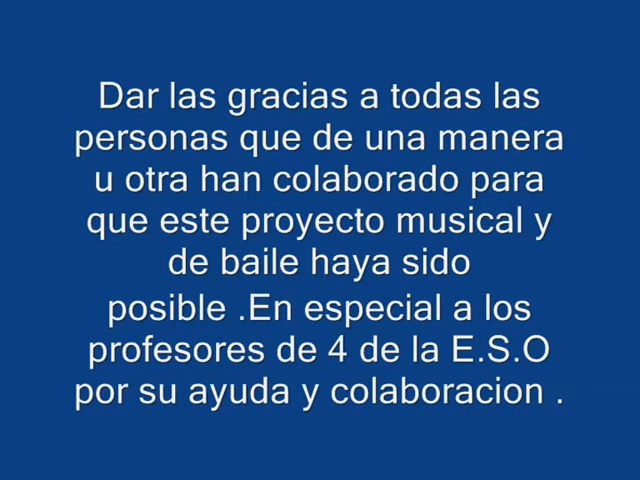 Dar las gracias a todas las
personas que de una manera
u otra han colaborado para
que este proyecto musical y
de baile haya sido
posible .En especial a los
profesores de 4 de la E.S.O
por su ayuda y colaboracion .